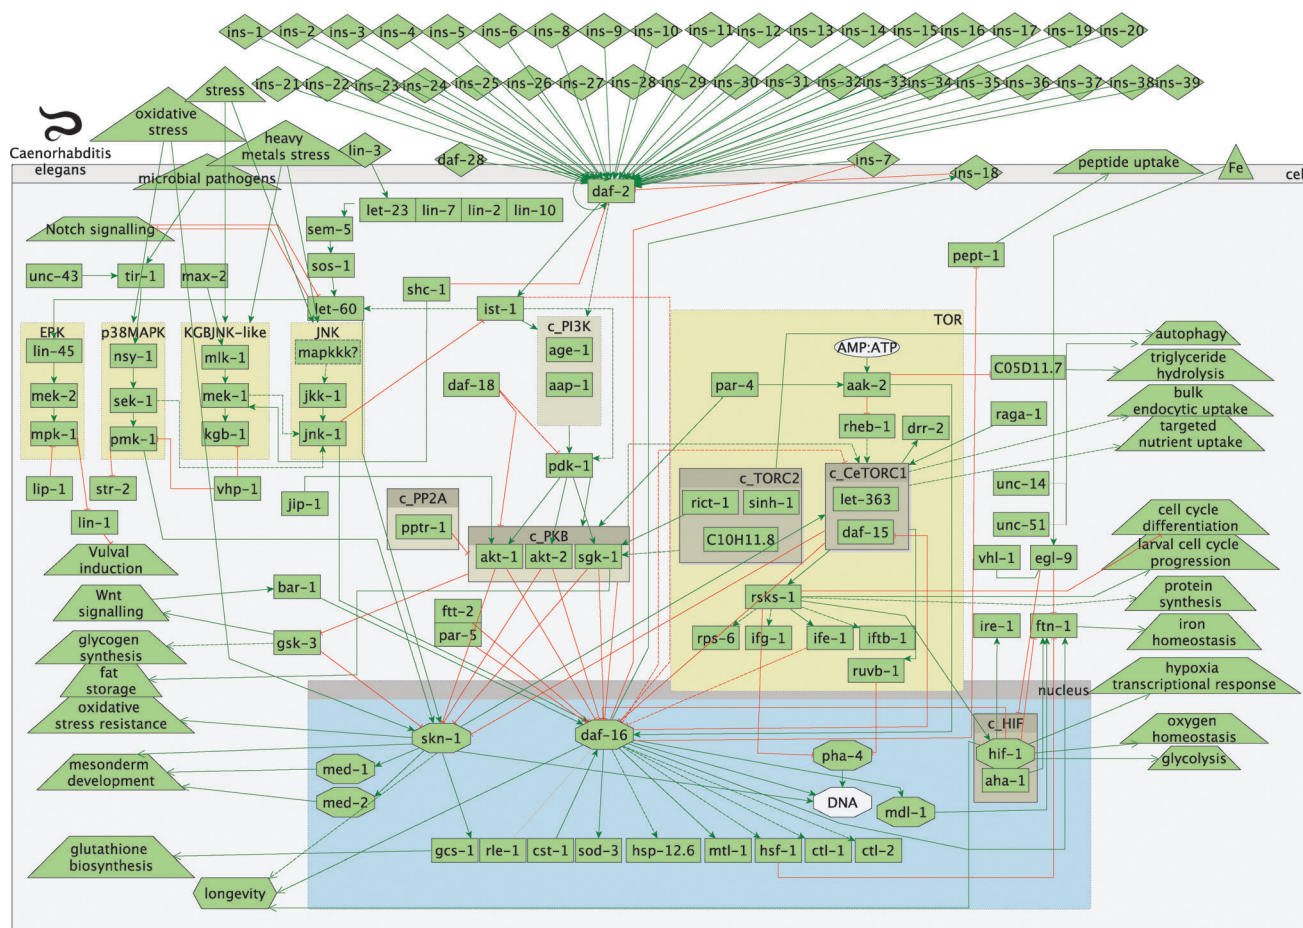 ins-1 ins-2 ins-3 ins-4 ins-5 ins-6 ins-8 ins-9 ins-10 ins-11 ins-12 ins-13 ins-14 ins-15 ins-16 ins-17 ins-19 ins-20
ins-21 ins-22 ins-23 ins-24 ins-25 ins-26 ins-27 ins-28 ins-29 ins-30 ins-31 ins-32 ins-33 ins-34 ins-35 ins-36 ins-37 ins-38 ins-39
stress
oxidative
stress
Caenorhabditis
elegans
heavy
metals stress
lin-3
daf-28
ins-7
ins-18
peptide uptake
Fe
cel
microbial pathogens
daf-2
let-23 lin-7 lin-2 lin-10
Notch signalling
sem-5
pept-1
unc-43 tir-1 max-2
sos-1
shc-1
let-60
ist-1
TOR
ERK p38MAPK KGBJNK-like JNK
c_PI3K
autophagy
lin-45 nsy-1 mlk-1 mapkkk?
age-1
AMP:ATP
C05D11.7
triglyceride
hydrolysis
mek-2 sek-1 mek-1 jkk-1
daf-18
aap-1
par-4
aak-2
bulk
endocytic uptake
mpk-1 pmk-1 kgb-1 jnk-1
rheb-1
drr-2
raga-1
targeted
nutrient uptake
pdk-1
lip-1 str-2 vhp-1
jip-1
c_PP2A
c_TORC2
c_CeTORC1
unc-14
rict-1 sinh-1
let-363
lin-1
pptr-1
c_PKB
C10H11.8
daf-15
unc-51
cell cycle
differentiation
Vulval
induction
akt-1 akt-2 sgk-1
vhl-1 egl-9
larval cell cycle
progression
Wnt
signalling
bar-1
rsks-1
protein
synthesis
ftt-2
par-5
rps-6 ifg-1 ife-1 iftb-1
ire-1 ftn-1
iron
homeostasis
glycogen
synthesis
gsk-3
ruvb-1
fat
storage
nucleus
hypoxia
transcriptional response
oxidative
stress resistance
skn-1
daf-16
c_HIF
oxygen
homeostasis
hif-1
pha-4
mesonderm
development
med-1
glycolysis
aha-1
med-2
DNA
mdl-1
glutathione
biosynthesis
gcs-1 rle-1 cst-1 sod-3 hsp-12.6 mtl-1 hsf-1 ctl-1 ctl-2
longevity